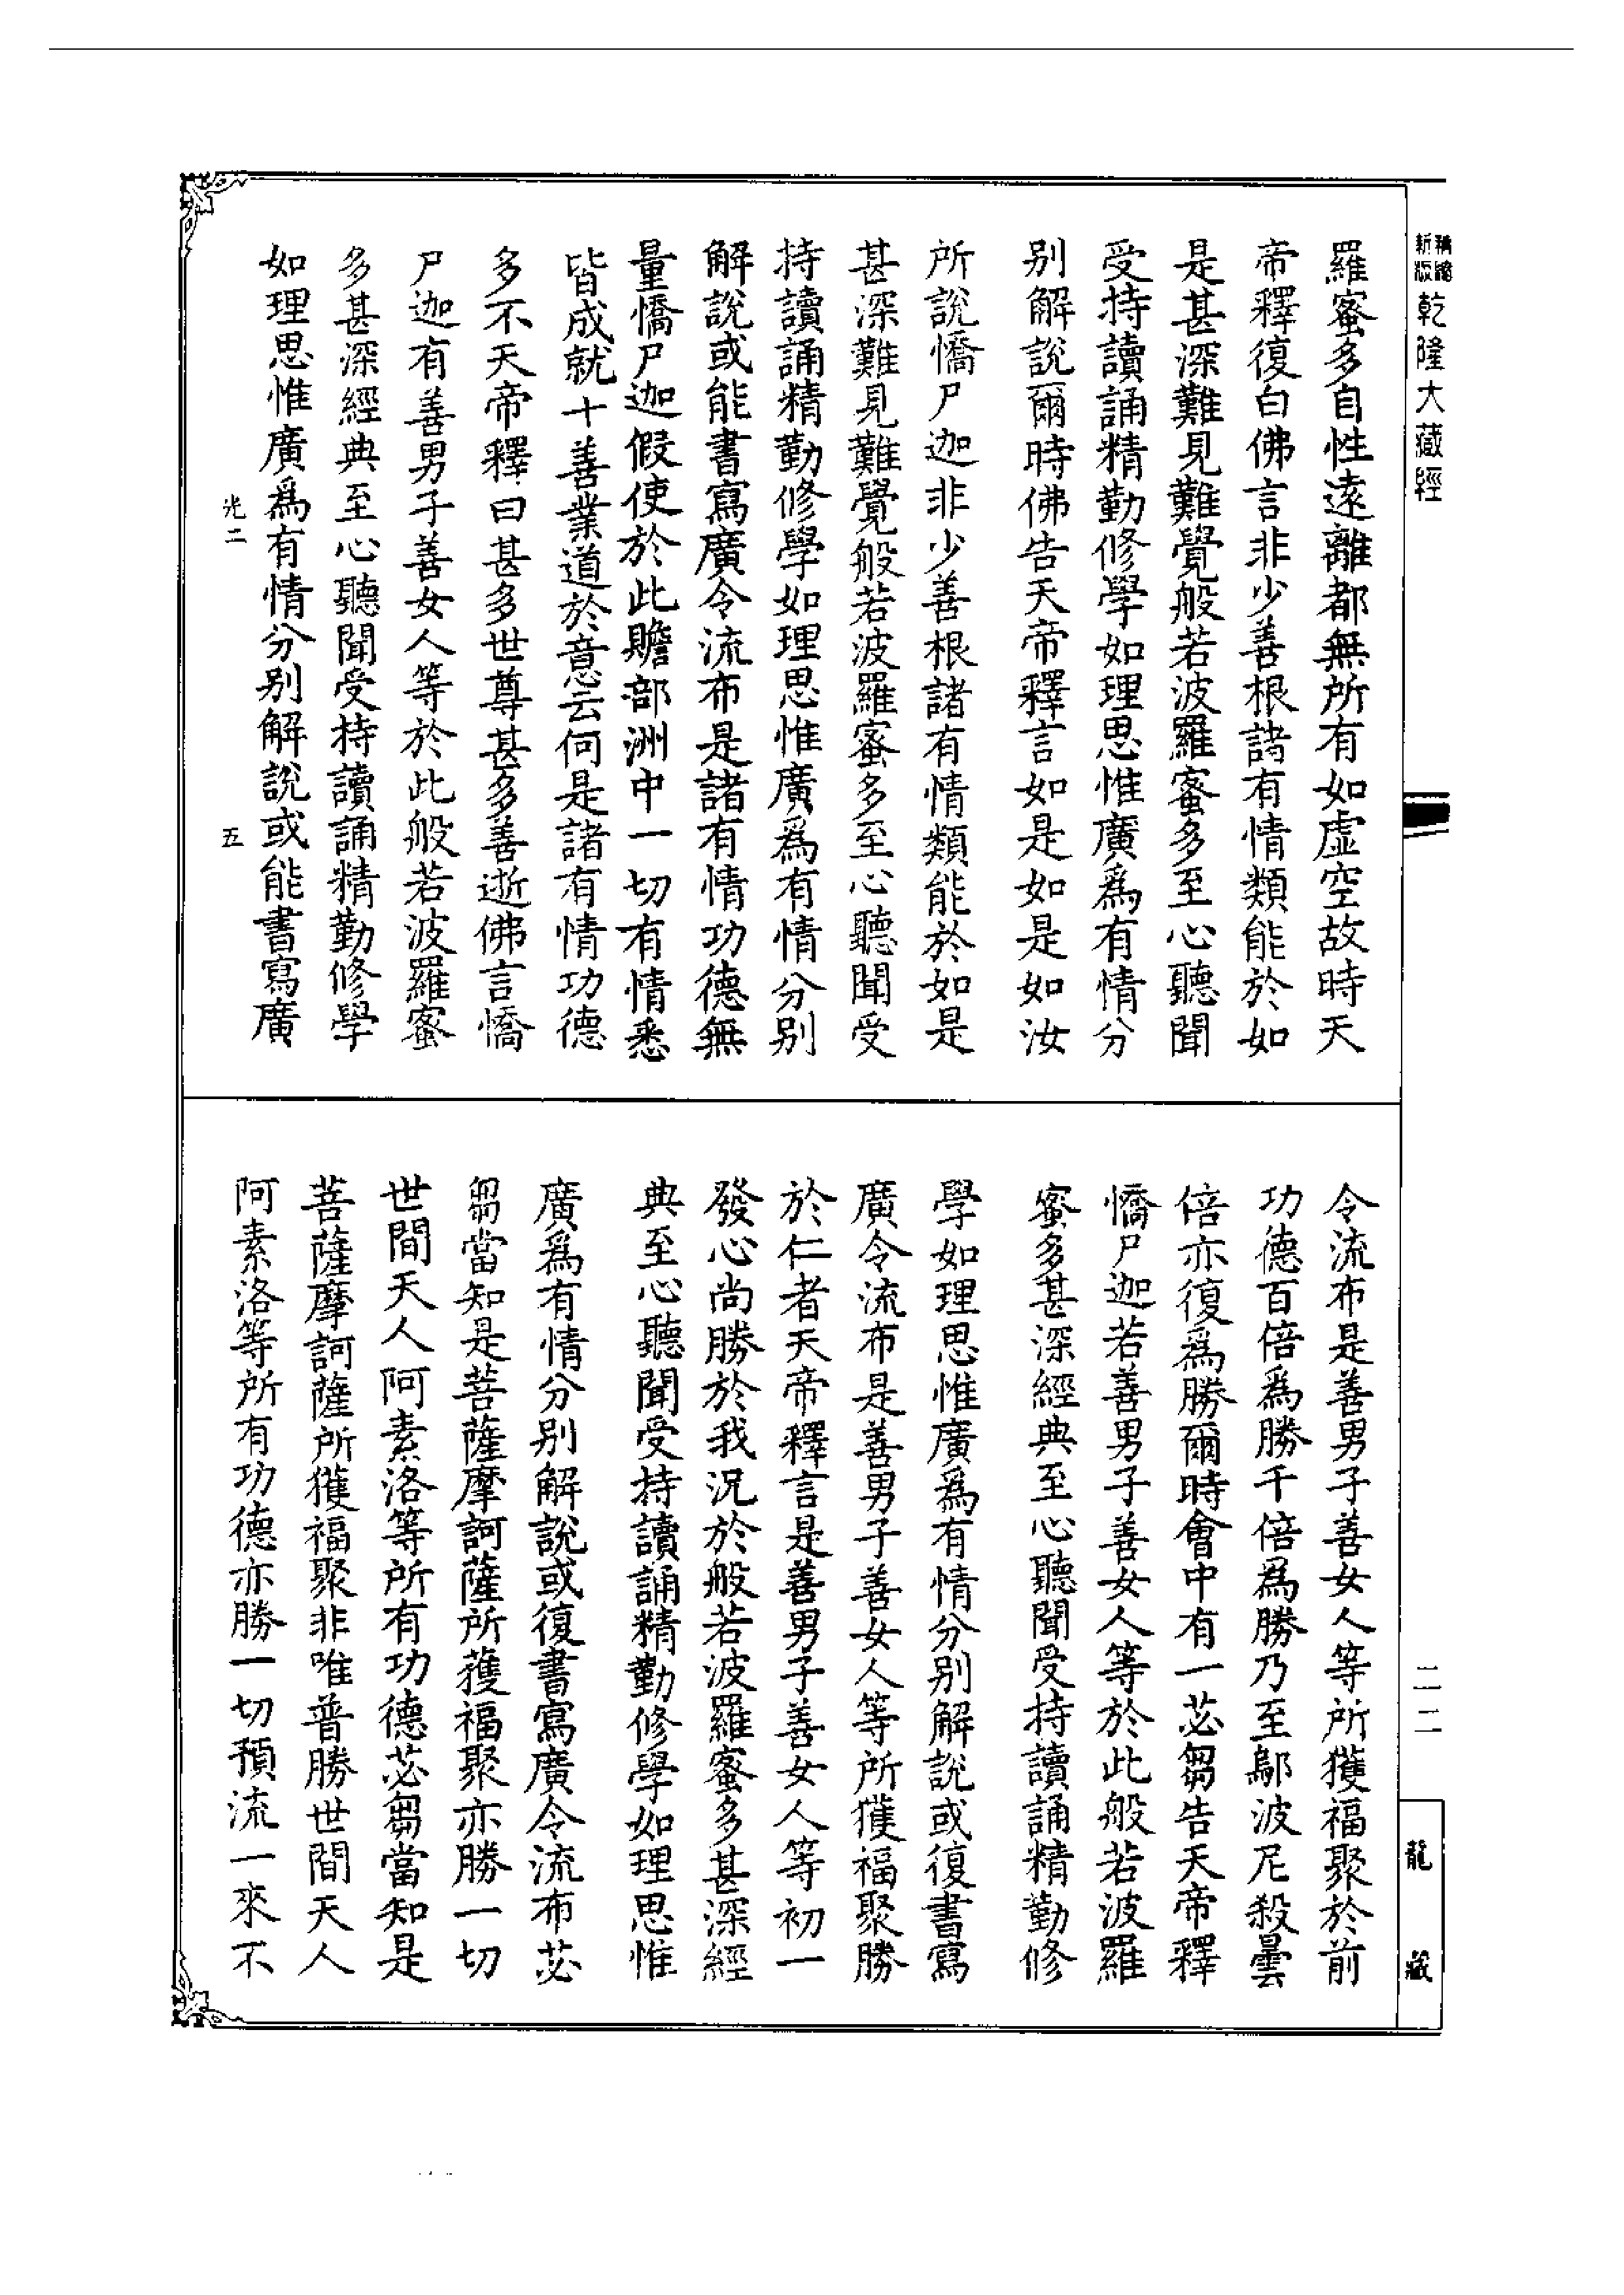 新版
乾隆大藏經
羅蜜多自性遠離都無所有如虛空故時天
帝釋復白佛言非少善根諸有情類能於如
是甚深難見難覺般若波羅蜜多至心聽聞
受持讀誦精勤修學如理思惟廣爲有情分
別解說爾時佛告天帝釋言如是如是如汝
所說憍尸迦非少善根諸有情類能於如是
甚深難見難覺般若波羅蜜多至心聽聞受
持讀誦精勤修學如理思惟廣爲有情分別
解說或能書寫廣令流布是諸有情功德無
量憍尸迦假使於此贍部洲中一切有情悉
皆成就十善業道於意云何是諸有情功德
多不天帝釋曰甚多世尊甚多善逝佛言憍
尸迦有善男子善女人等於此般若波羅蜜
多甚深經典至心聽聞受持讀誦精勤修學
如理思惟廣爲有情分別解說或能書寫廣
光二 五
令流布是善男子善女人等所獲福聚於前
功德百倍爲勝千倍爲勝乃至鄔波尼殺曇
倍亦復爲勝爾時會中有一苾芻告天帝釋
憍尸迦若善男子善女人等於此般若波羅
蜜多甚深經典至心聽聞受持讀誦精勤修
學如理思惟廣爲有情分別解說或復書寫
廣令流布是善男子善女人等所獲福聚勝
於仁者天帝釋言是善男子善女人等初一
發心尚勝於我況於般若波羅蜜多甚深經
典至心聽聞受持讀誦精勤修學如理思惟
廣爲有情分別解說或復書寫廣令流布苾
芻當知是菩薩摩訶薩所獲福聚亦勝一切
世間天人阿素洛等所有功德苾芻當知是
菩薩摩訶薩所獲福聚非唯普勝世間天人
阿素洛等所有功德亦勝一切預流一來不
二二
龍藏